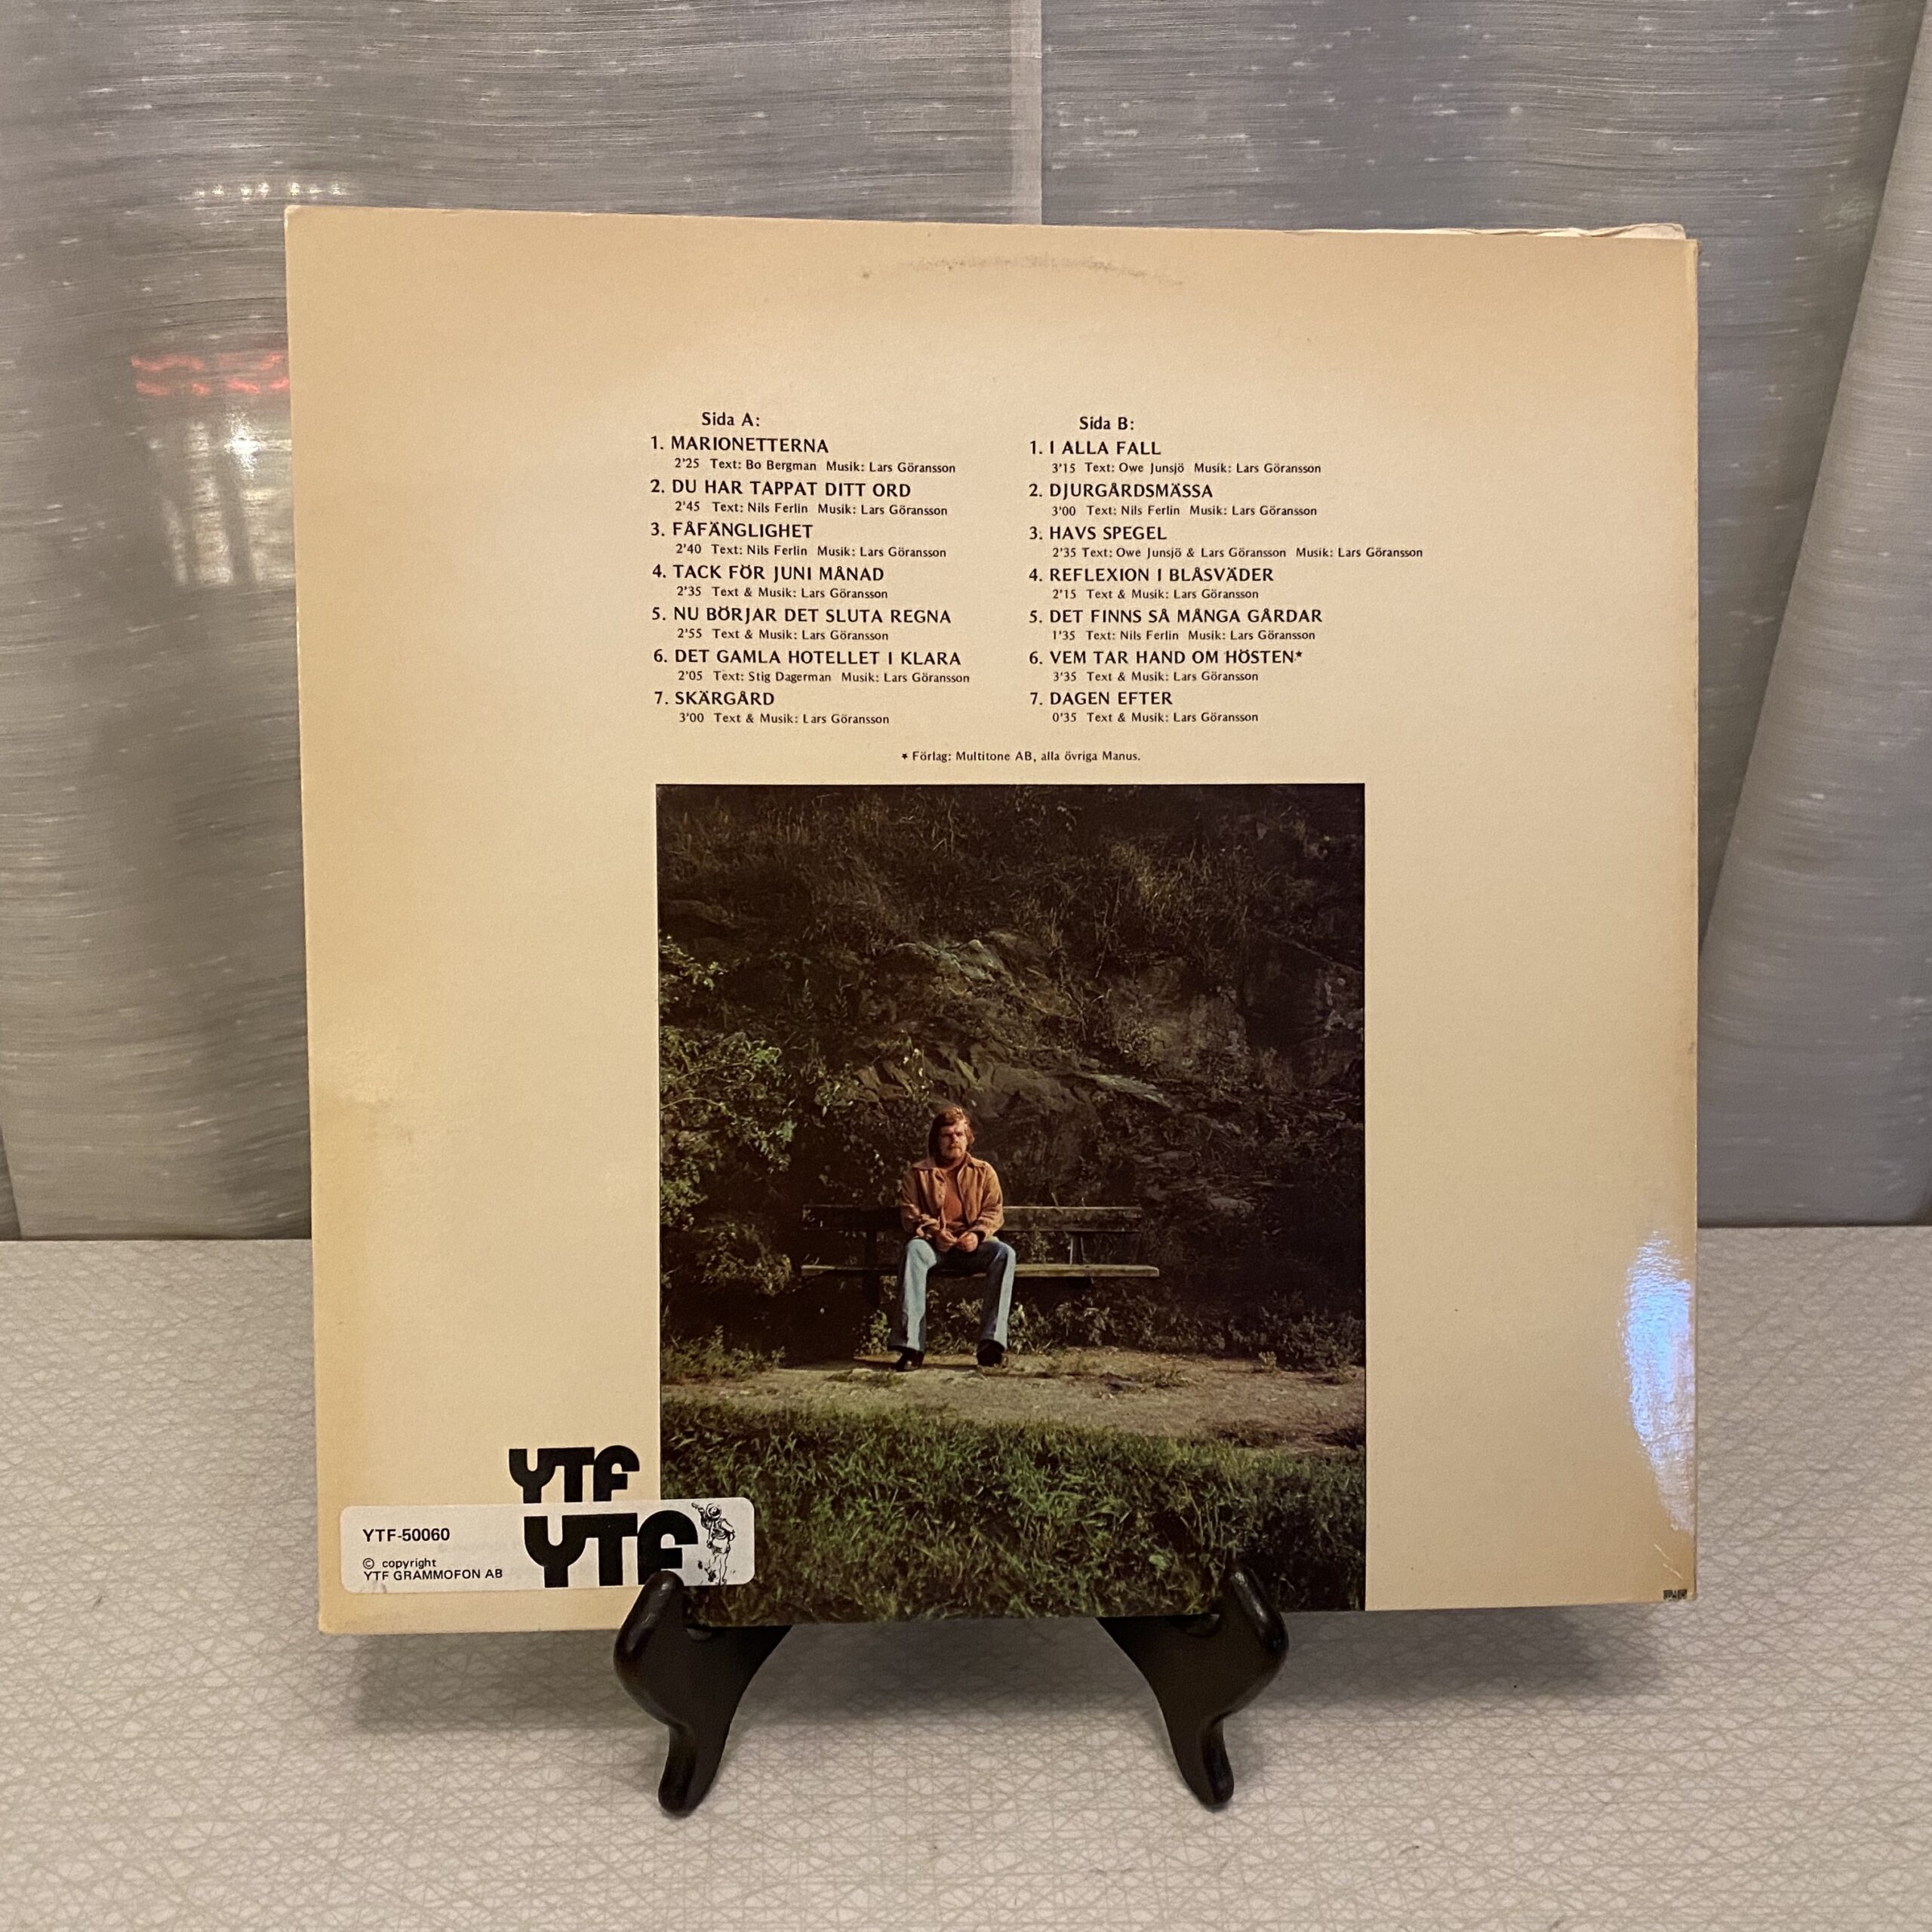 Sida A:
1. MARIONETTERNA
2'25 Text: Bo Bergman Musik: Lars Göransson
2. DU HAR TAPPAT DITT ORD
2'45 Text: Nils Ferlin Musik: Lars Göransson
3. FÅFÄNGLIGHET
2'40 Text: Nils Ferlin Musik: Lars Göransson
4. TACK FÖR JUNI MÅNAD
2'35 Text & Musik: Lars Göransson
5. NU BÖRJAR DET SLUTA REGNA
2'55 Text & Musik: Lars Göransson
6. DET GAMLA HOTELLET I KLARA
2'05 Text: Stig Dagerman Musik: Lars Göransson
7. SKÄRGÅRD
3'00 Text & Musik: Lars Göransson
Sida B:
1. I ALLA FALL
3'15 Text: Owe Junsjö Musik: Lars Göransson
2. DJURGÅRDSMÄSSA
3'00 Text: Nils Ferlin Musik: Lars Göransson
3. HAVS SPEGEL
2'35 Text: Owe Junsjö & Lars Göransson Musik: Lars Göransson
4. REFLEXION I BLÅSVÄDER
2'15 Text & Musik: Lars Göransson
5. DET FINNS SÅ MÅNGA GÅRDAR
1'35 Text: Nils Ferlin Musik: Lars Göransson
6. VEM TAR HAND OM HÖSTEN*
3'35 Text & Musik: Lars Göransson
7. DAGEN EFTER
0'35 Text & Musik: Lars Göransson
* Förlag: Multitone AB, alla övriga Manus.
YTF
YTF-50060
© copyright
YTF GRAMMOFON AB
YTF